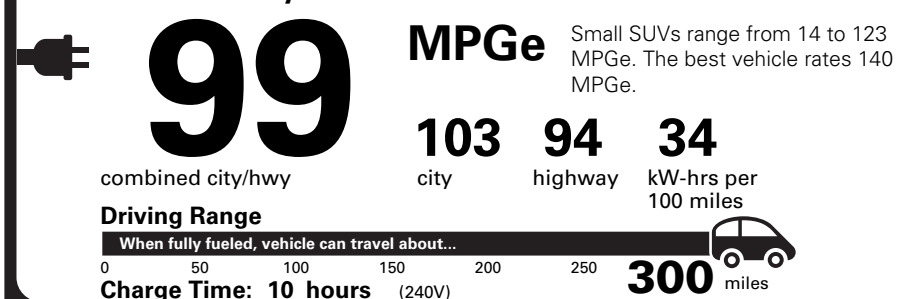 99
MPGe
Small SUVs range from 14 to 123
MPGe. The best vehicle rates 140
MPGe.
combined city/hwy
103 94 34
city highway kW-hrs per
100 miles
Driving Range
When fully fueled, vehicle can travel about...
0 50 100 150 200 250 300 miles
Charge Time: 10 hours (240V)